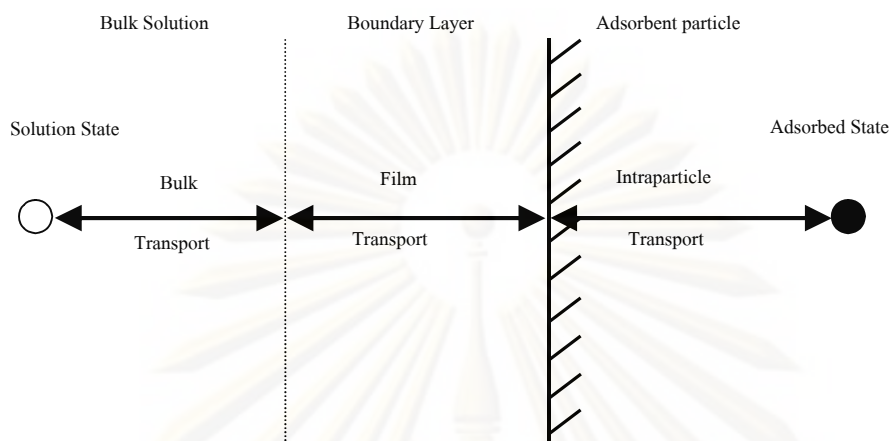 Bulk Solution
Boundary Layer
Adsorbent particle
Solution State
Adsorbed State
Bulk
Transport
Film
Transport
Intraparticle
Transport